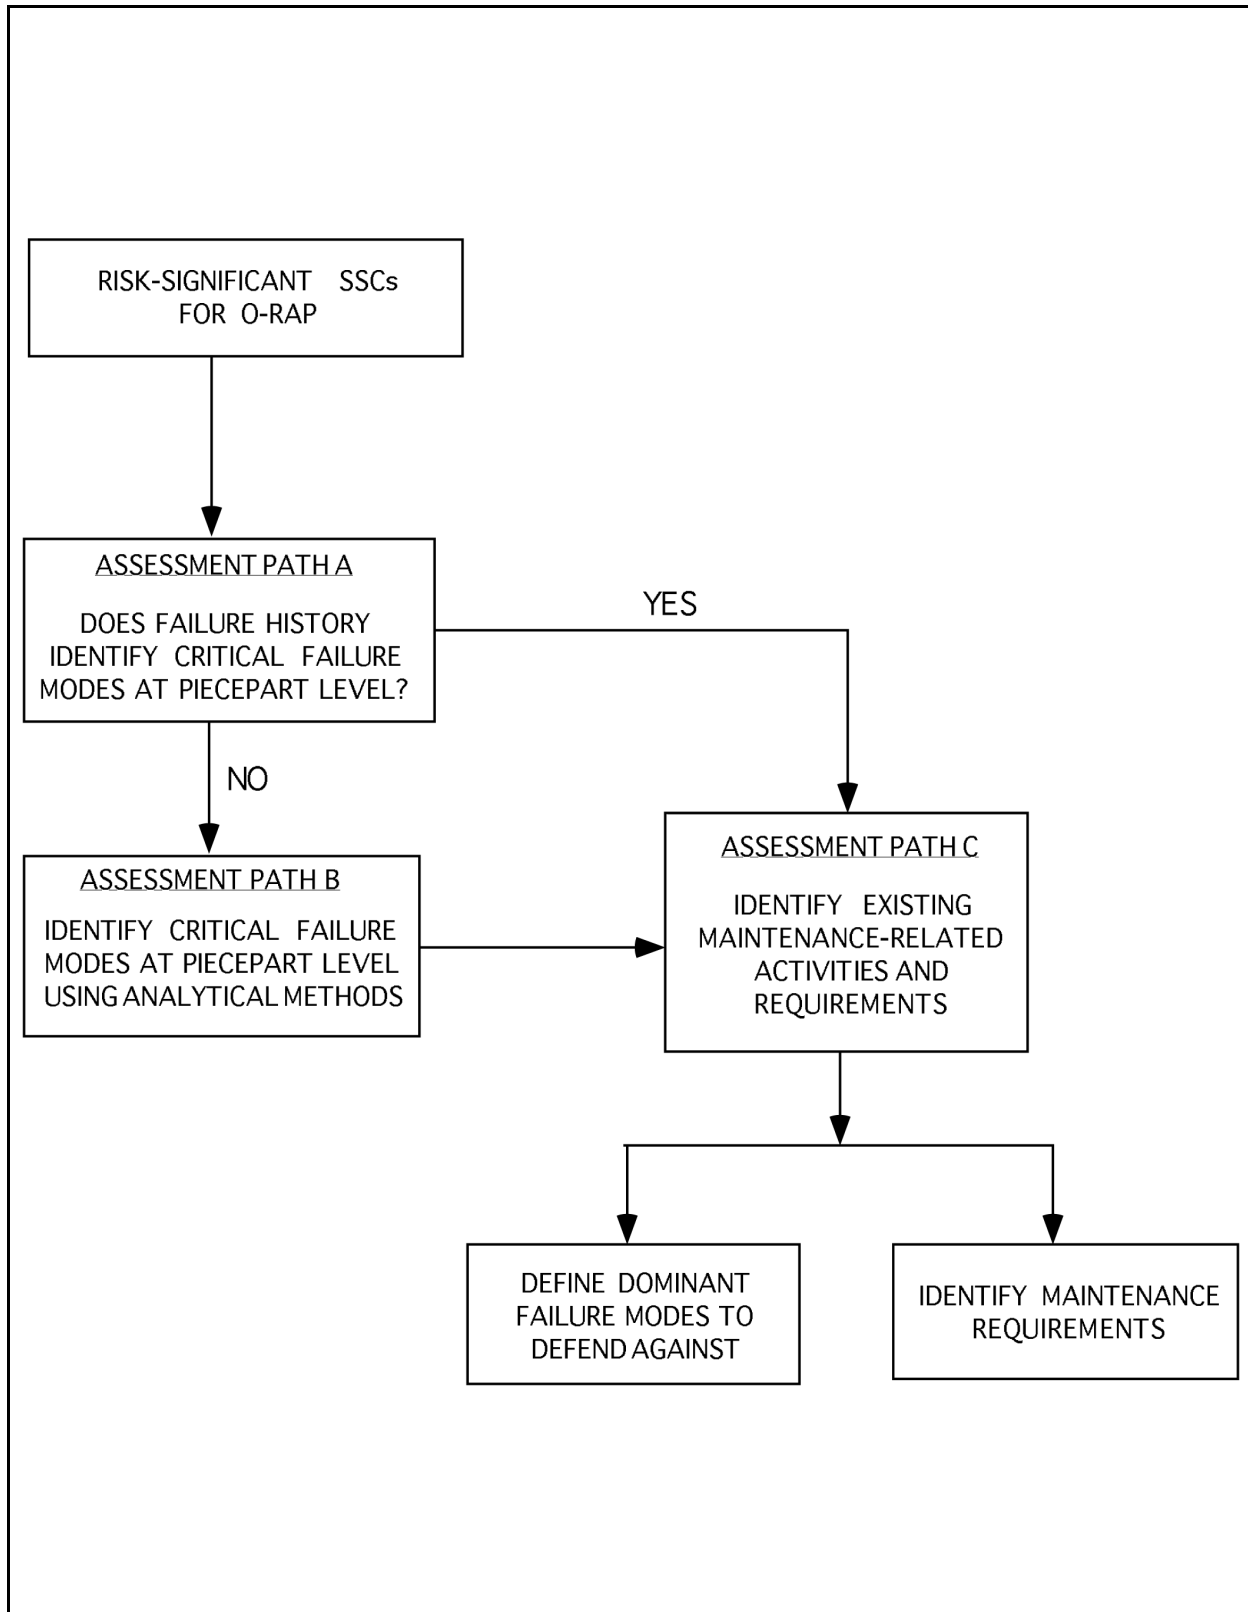 RISK-SIGNIFICANT SSCs
FOR O-RAP
ASSESSMENT PATH A
DOES FAILURE HISTORY
IDENTIFY CRITICAL FAILURE
MODES AT PIECEPART LEVEL?
YES
NO
ASSESSMENT PATH B
IDENTIFY CRITICAL FAILURE
MODES AT PIECEPART LEVEL
USING ANALYTICAL METHODS
ASSESSMENT PATH C
IDENTIFY EXISTING
MAINTENANCE-RELATED
ACTIVITIES AND
REQUIREMENTS
DEFINE DOMINANT
FAILURE MODES TO
DEFEND AGAINST
IDENTIFY MAINTENANCE
REQUIREMENTS